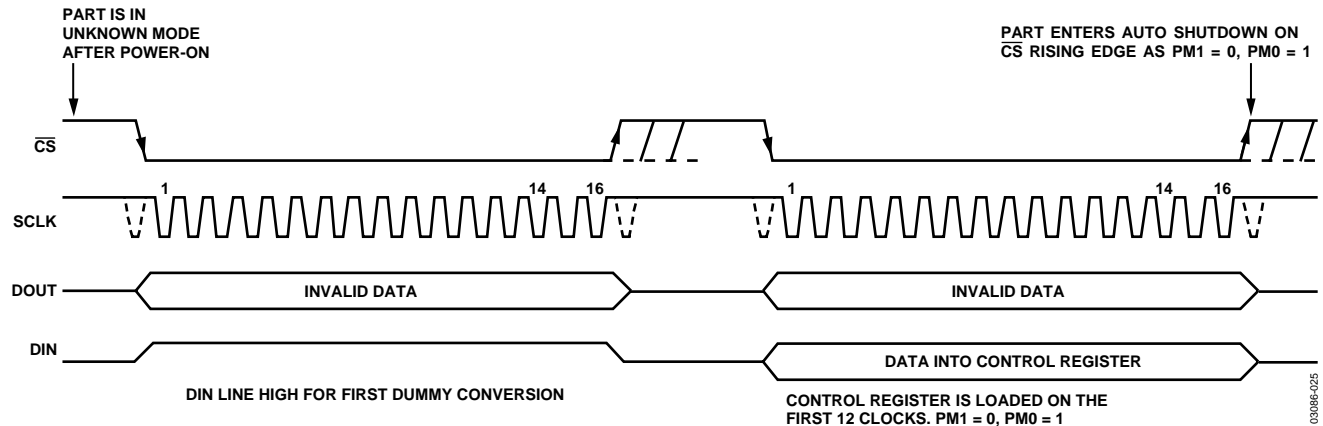 PART IS IN
UNKNOWN MODE
AFTER POWER-ON
PART ENTERS AUTO SHUTDOWN ON
CS RISING EDGE AS PM1 = 0, PM0 = 1
CS
1 14 16 1 14 16
SCLK
DOUT INVALID DATA INVALID DATA
DIN DATA INTO CONTROL REGISTER
DIN LINE HIGH FOR FIRST DUMMY CONVERSION
CONTROL REGISTER IS LOADED ON THE
FIRST 12 CLOCKS. PM1 = 0, PM0 = 1
03086-025